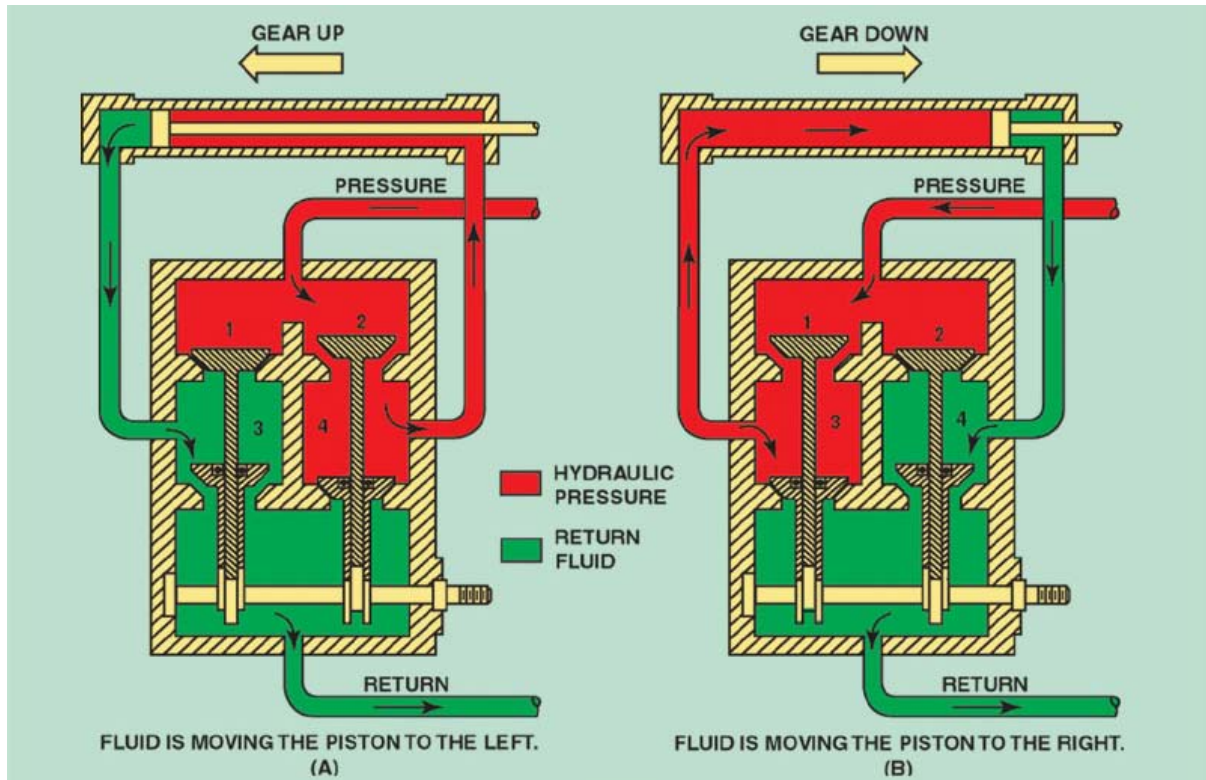 GEAR UP
PRESSURE
1
2
3
4
RETURN
FLUID IS MOVING THE PISTON TO THE LEFT.
(A)
HYDRAULIC
PRESSURE
RETURN
FLUID
GEAR DOWN
PRESSURE
1
2
3
4
RETURN
FLUID IS MOVING THE PISTON TO THE RIGHT.
(B)